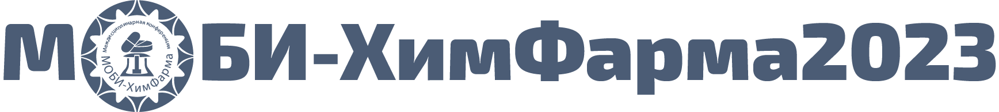 МОБИ-ХимФарма2023
междисциплинарная конференция
МОБИ-ХимФарма